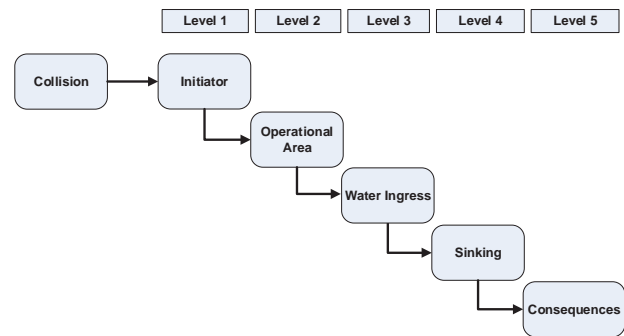 Level 1
Level 2
Level 3
Level 4
Level 5
Collision
Initiator
Operational
Area
Water Ingress
Sinking
Consequences